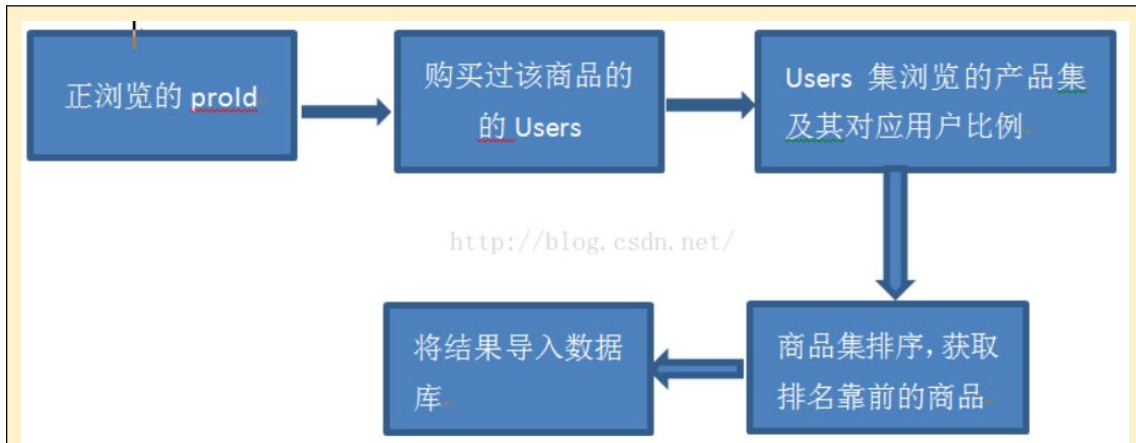 正浏览的 proId
购买过该商品的
的 Users
Users 集浏览的产品集
及其对应用户比例
http://blog.csdn.net/
将结果导入数据
库
商品集排序，获取
排名靠前的商品